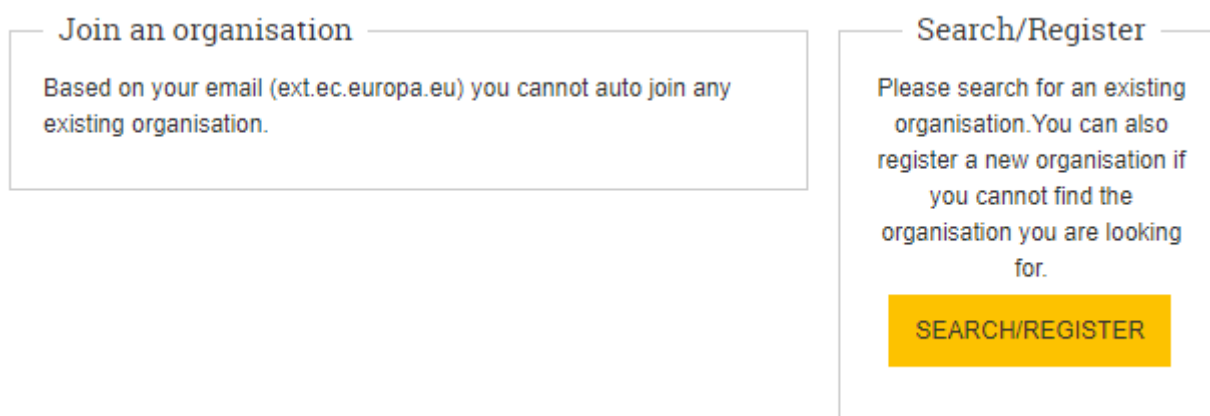 Join an organisation
Based on your email (ext.ec.europa.eu) you cannot auto join any
existing organisation.
Search/Register
Please search for an existing
organisation.You can also
register a new organisation if
you cannot find the
organisation you are looking
for.
SEARCH/REGISTER